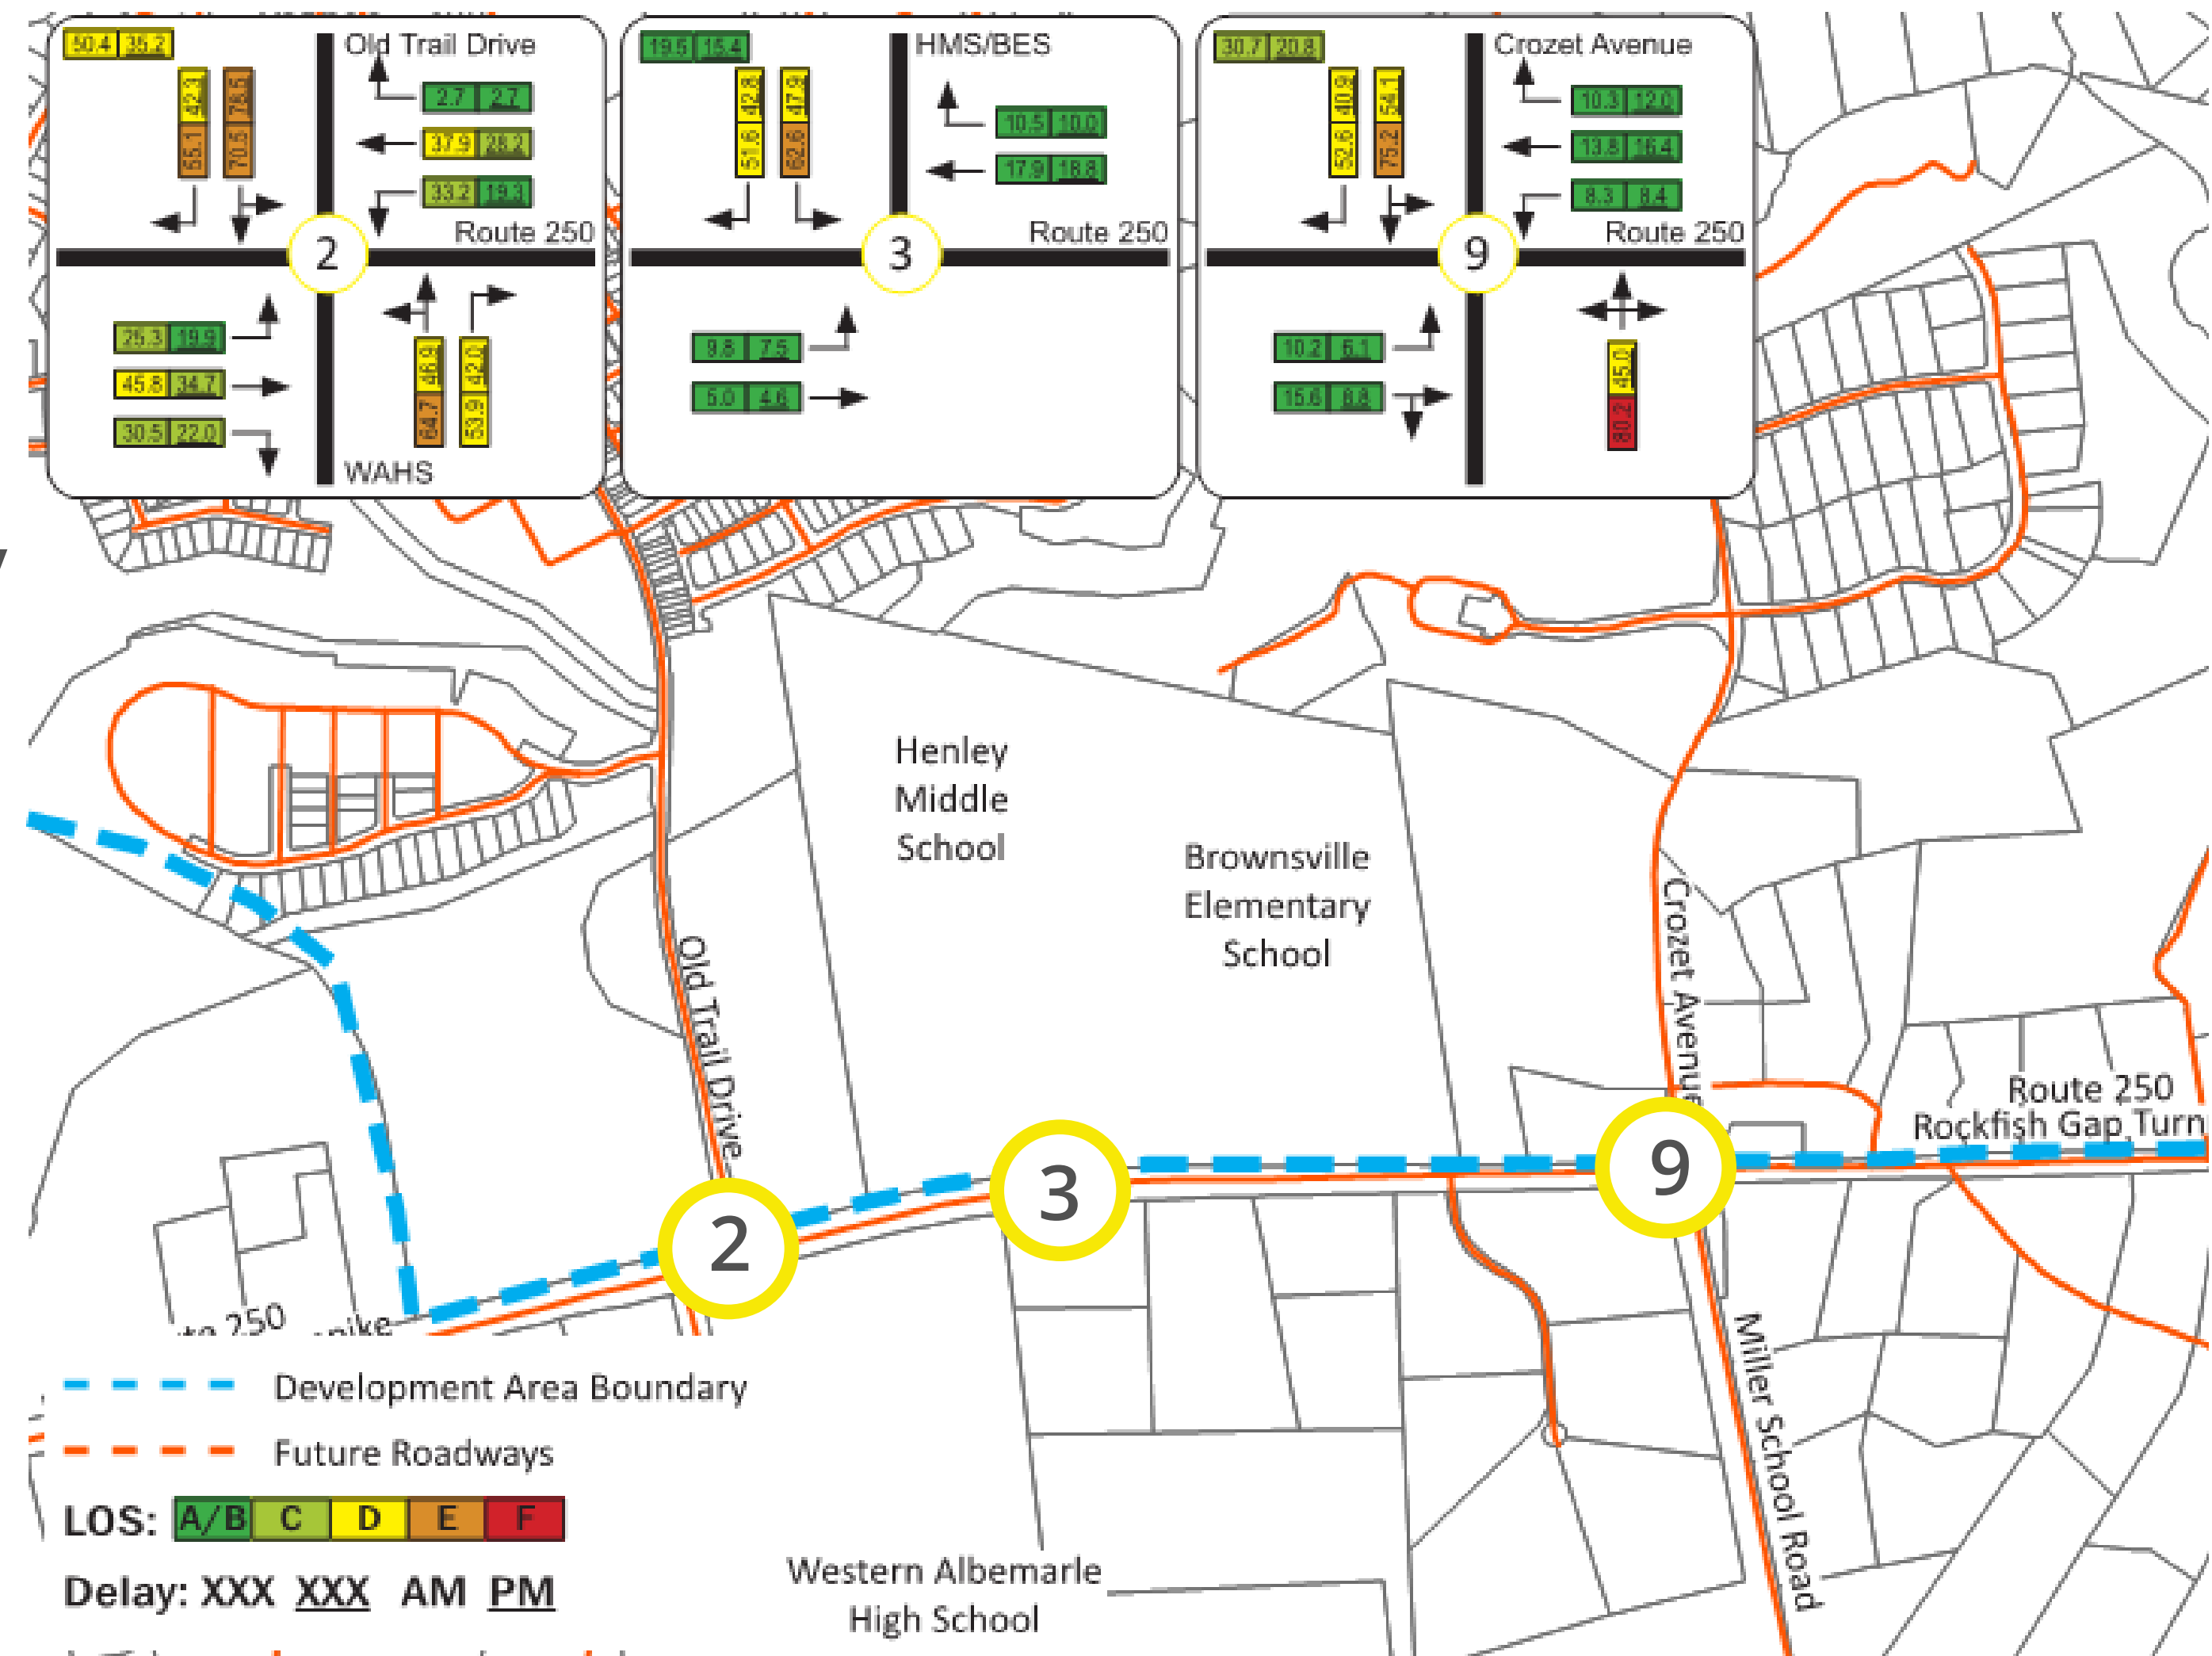 50.4 35.2
Old Trail Drive
42.3 78.5
55.1 70.5
2.7 2.7
37.9 28.2
33.2 19.3
Route 250
2
25.3 19.9
45.8 34.7
30.5 22.0
46.9 42.0
64.7 53.9
WAHS
19.5 15.4
HMS/BES
42.8 47.9
51.6 62.6
10.5 10.0
17.9 18.8
Route 250
3
9.8 7.5
5.0 4.6
30.7 20.8
Crozet Avenue
40.9 54.1
52.6 75.2
10.3 12.0
13.8 16.4
8.3 8.4
Route 250
9
10.2 6.1
15.6 8.8
45.0
80.2
Henley
Middle
School
Brownsville
Elementary
School
Crozet Avenue
Old Trail Drive
Route 250
Rockfish Gap Turn
2
3
9
250
Miller School Road
Development Area Boundary
Future Roadways
LOS: A/B C D E F
Delay: XXX XXX AM PM
Western Albemarle
High School